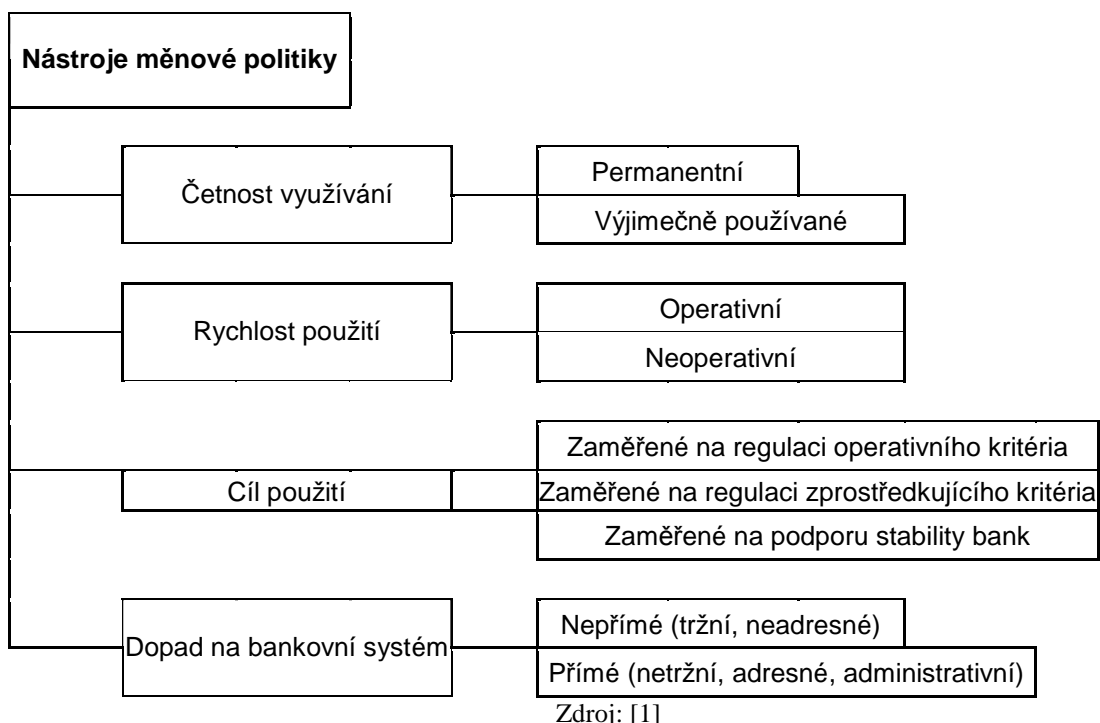 Nástroje měnové politiky
Četnost využívání
Permanentní
Výjimečně používané
Rychlost použití
Operativní
Neoperativní
Cíl použití
Zaměřené na regulaci operativního kritéria
Zaměřené na regulaci zprostředkujícího kritéria
Zaměřené na podporu stability bank
Dopad na bankovní systém
Nepřímé (tržní, neadresné)
Přímé (netržní, adresné, administrativní)
Zdroj: [1]